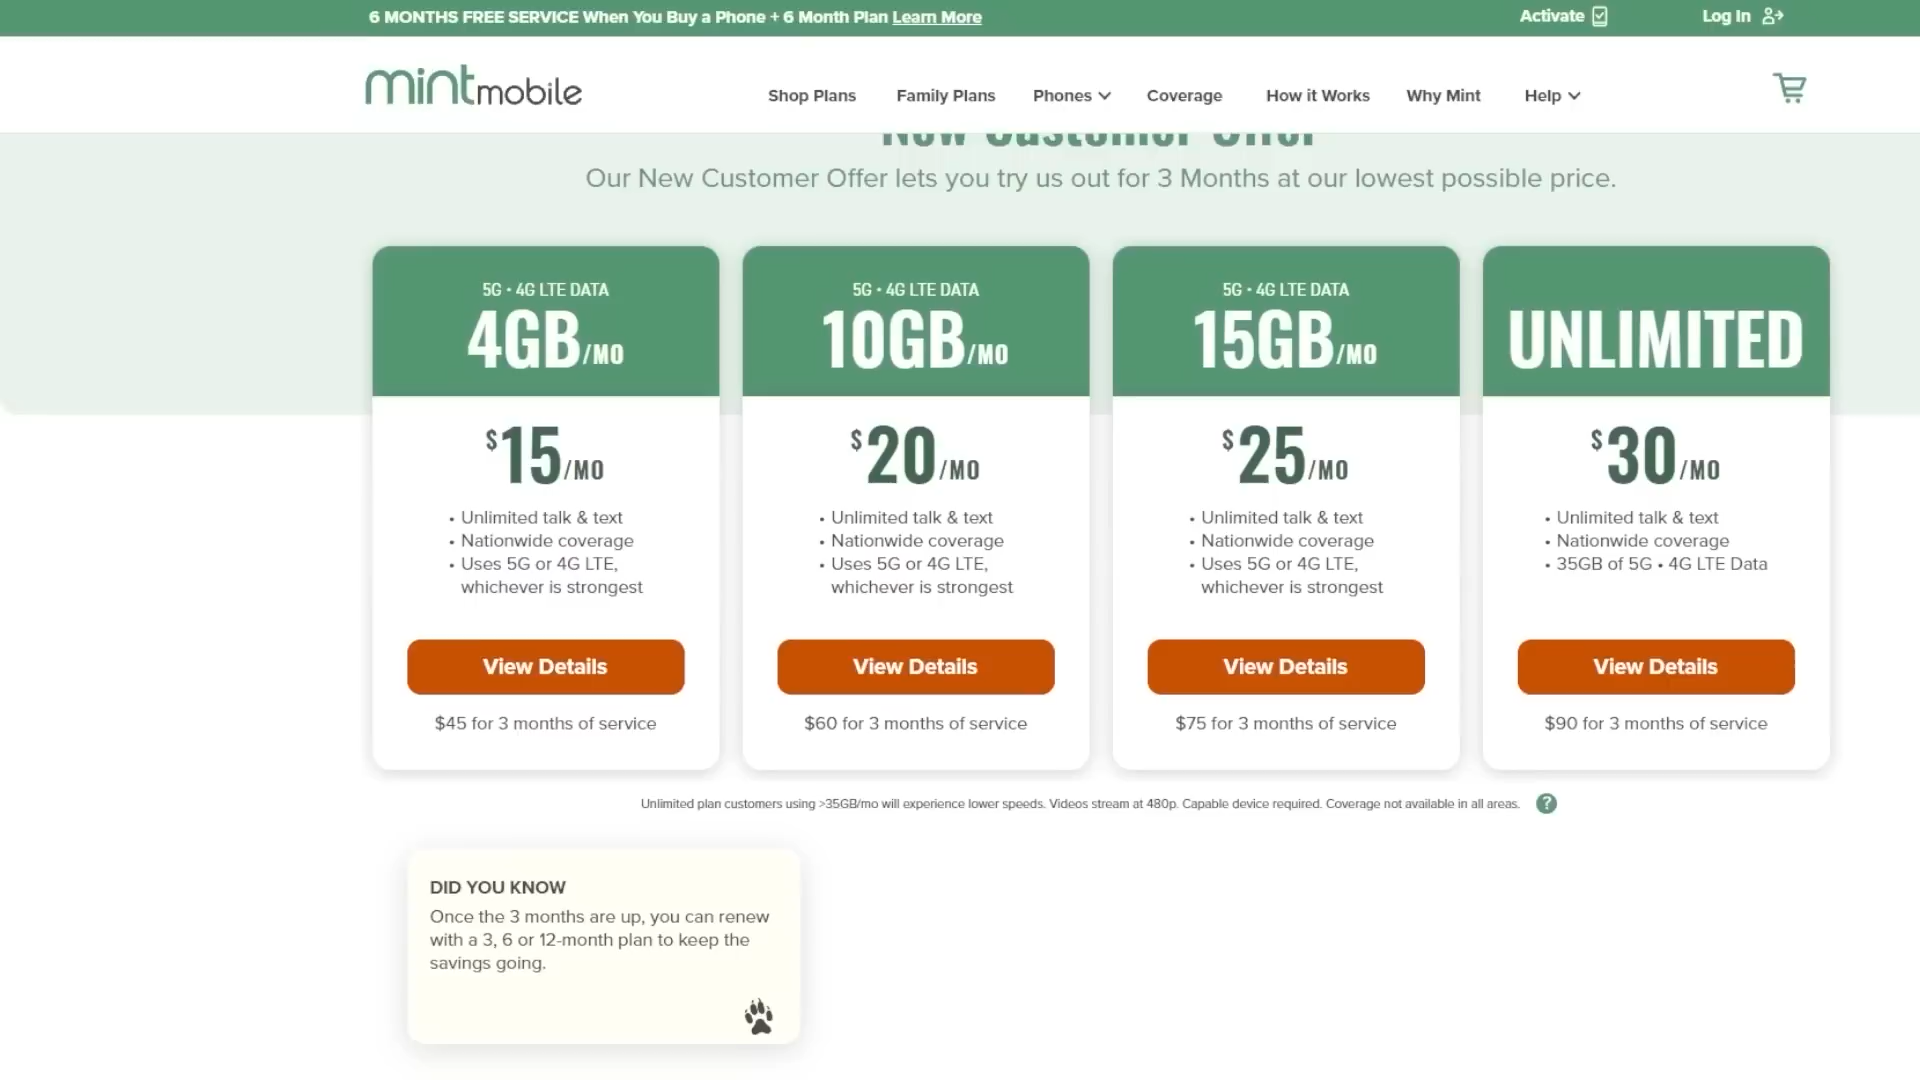 6 MONTHS FREE SERVICE When You Buy a Phone + 6 Month Plan Learn More
Activate
Log In
mintmobile
Shop Plans
Family Plans
Phones
Coverage
How it Works
Why Mint
Help
New Customer Offer
Our New Customer Offer lets you try us out for 3 Months at our lowest possible price.
5G • 4G LTE DATA
4GB/MO
$15/MO
• Unlimited talk & text
• Nationwide coverage
• Uses 5G or 4G LTE,
whichever is strongest
View Details
$45 for 3 months of service
5G • 4G LTE DATA
10GB/MO
$20/MO
• Unlimited talk & text
• Nationwide coverage
• Uses 5G or 4G LTE,
whichever is strongest
View Details
$60 for 3 months of service
5G • 4G LTE DATA
15GB/MO
$25/MO
• Unlimited talk & text
• Nationwide coverage
• Uses 5G or 4G LTE,
whichever is strongest
View Details
$75 for 3 months of service
UNLIMITED
$30/MO
• Unlimited talk & text
• Nationwide coverage
• 35GB of 5G • 4G LTE Data
View Details
$90 for 3 months of service
Unlimited plan customers using >35GB/mo will experience lower speeds. Videos stream at 480p. Capable device required. Coverage not available in all areas. ?
DID YOU KNOW
Once the 3 months are up, you can renew
with a 3, 6 or 12-month plan to keep the
savings going.